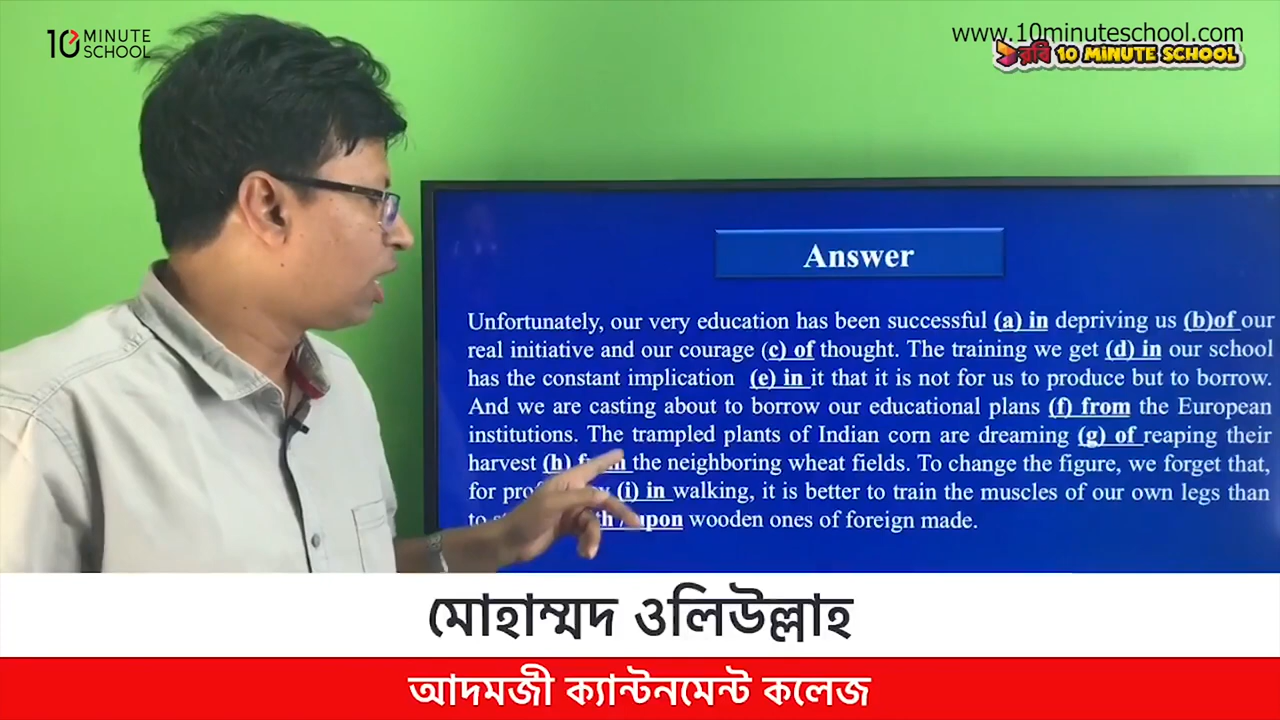 10 MINUTE
SCHOOL
www.10minuteschool.com
রবি 10 MINUTE SCHOOL
Answer
Unfortunately, our very education has been successful (a) in depriving us (b)of our
real initiative and our courage (c) of thought. The training we get (d) in our school
has the constant implication (e) in it that it is not for us to produce but to borrow.
And we are casting about to borrow our educational plans (f) from the European
institutions. The trampled plants of Indian corn are dreaming (g) of reaping their
harvest (h) the neighboring wheat fields. To change the figure, we forget that,
for (i) in walking, it is better to train the muscles of our own legs than
to upon wooden ones of foreign made.
মোহাম্মদ ওলিউল্লাহ
আদমজী ক্যান্টনমেন্ট কলেজ